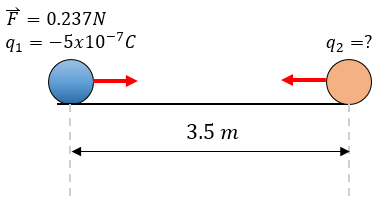 F⃗ = 0.237N
q₁ = −5x10⁻⁷C
q₂ =?
3.5 m